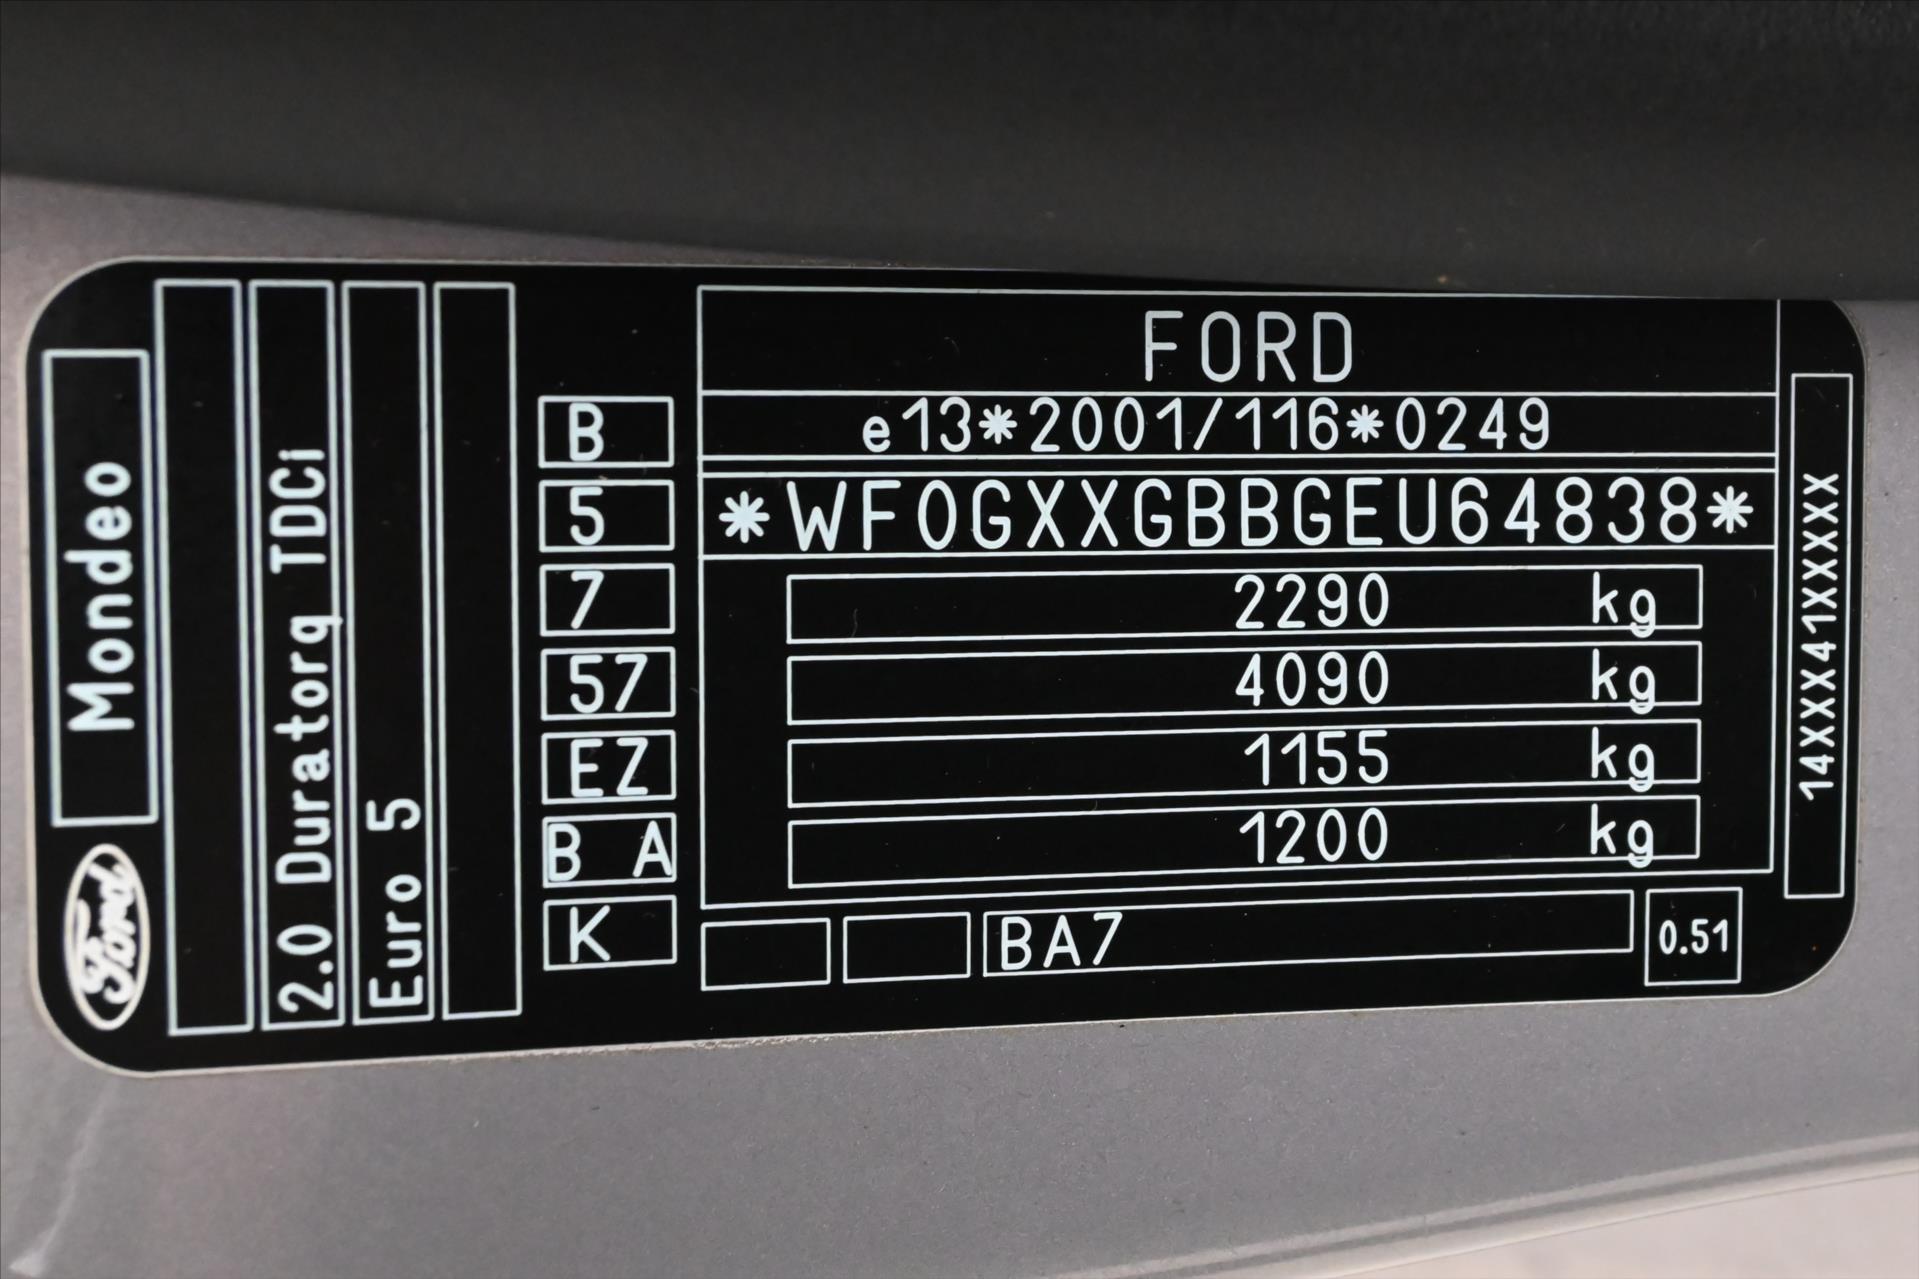 Ford
Mondeo
2.0 Duratorq TDCi
Euro 5
B
5
7
57
EZ
B A
K
FORD
e13*2001/116*0249
*WF0GXXGBBGEU64838*
2290 kg
4090 kg
1155 kg
1200 kg
BA7
0.51
14XXX41XXXXX